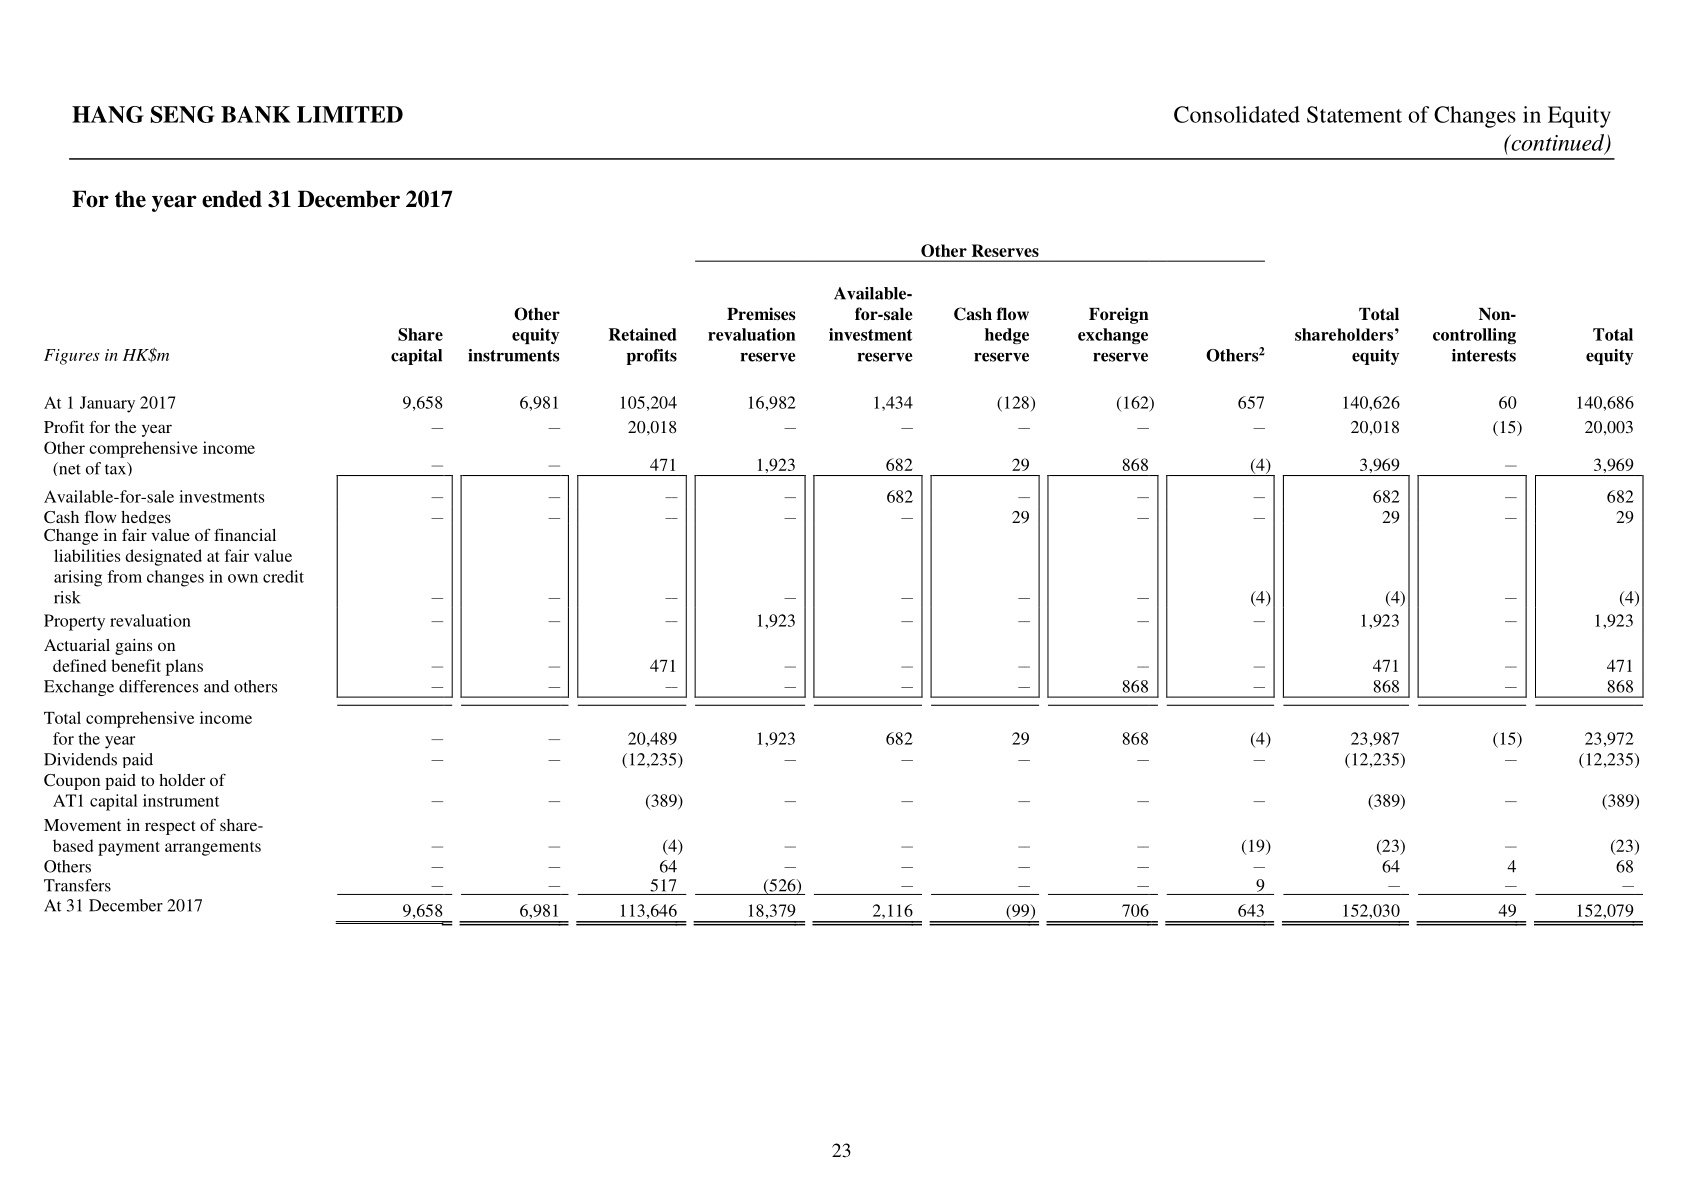 HANG SENG BANK LIMITED Consolidated Statement of Changes in Equity
(continued)
For the year ended 31 December 2017
Other Reserves
Available-
Other Premises for-sale Cash flow Foreign Total Non-
Share equity Retained revaluation investment hedge exchange shareholders’ controlling Total
Figures in HK$m capital instruments profits reserve reserve reserve reserve Others2 equity interests equity
At 1 January 2017 9,658 6,981 105,204 16,982 1,434 (128) (162) 657 140,626 60 140,686
Profit for the year – – 20,018 – – – – – 20,018 (15) 20,003
Other comprehensive income
(net of tax) – – 471 1,923 682 29 868 (4) 3,969 – 3,969
Available-for-sale investments – – – – 682 – – – 682 – 682
Cash flow hedges – – – – – 29 – – 29 – 29
Change in fair value of financial
liabilities designated at fair value
arising from changes in own credit
risk – – – – – – – (4) (4) – (4)
Property revaluation – – – 1,923 – – – – 1,923 – 1,923
Actuarial gains on
defined benefit plans – – 471 – – – – – 471 – 471
Exchange differences and others – – – – – – 868 – 868 – 868
Total comprehensive income
for the year – – 20,489 1,923 682 29 868 (4) 23,987 (15) 23,972
Dividends paid – – (12,235) – – – – – (12,235) – (12,235)
Coupon paid to holder of
AT1 capital instrument – – (389) – – – – – (389) – (389)
Movement in respect of share-
based payment arrangements – – (4) – – – – (19) (23) – (23)
Others – – 64 – – – – – 64 4 68
Transfers – – 517 (526) – – – 9 – – –
At 31 December 2017 9,658 6,981 113,646 18,379 2,116 (99) 706 643 152,030 49 152,079
23